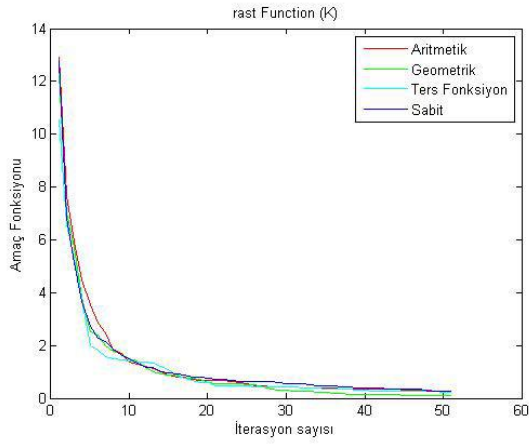 rast Function (K)
14
12
10
8
6
4
2
0
Amaç Fonksiyonu
Aritmetik
Geometrik
Ters Fonksiyon
Sabit
0 10 20 30 40 50 60
İterasyon sayısı